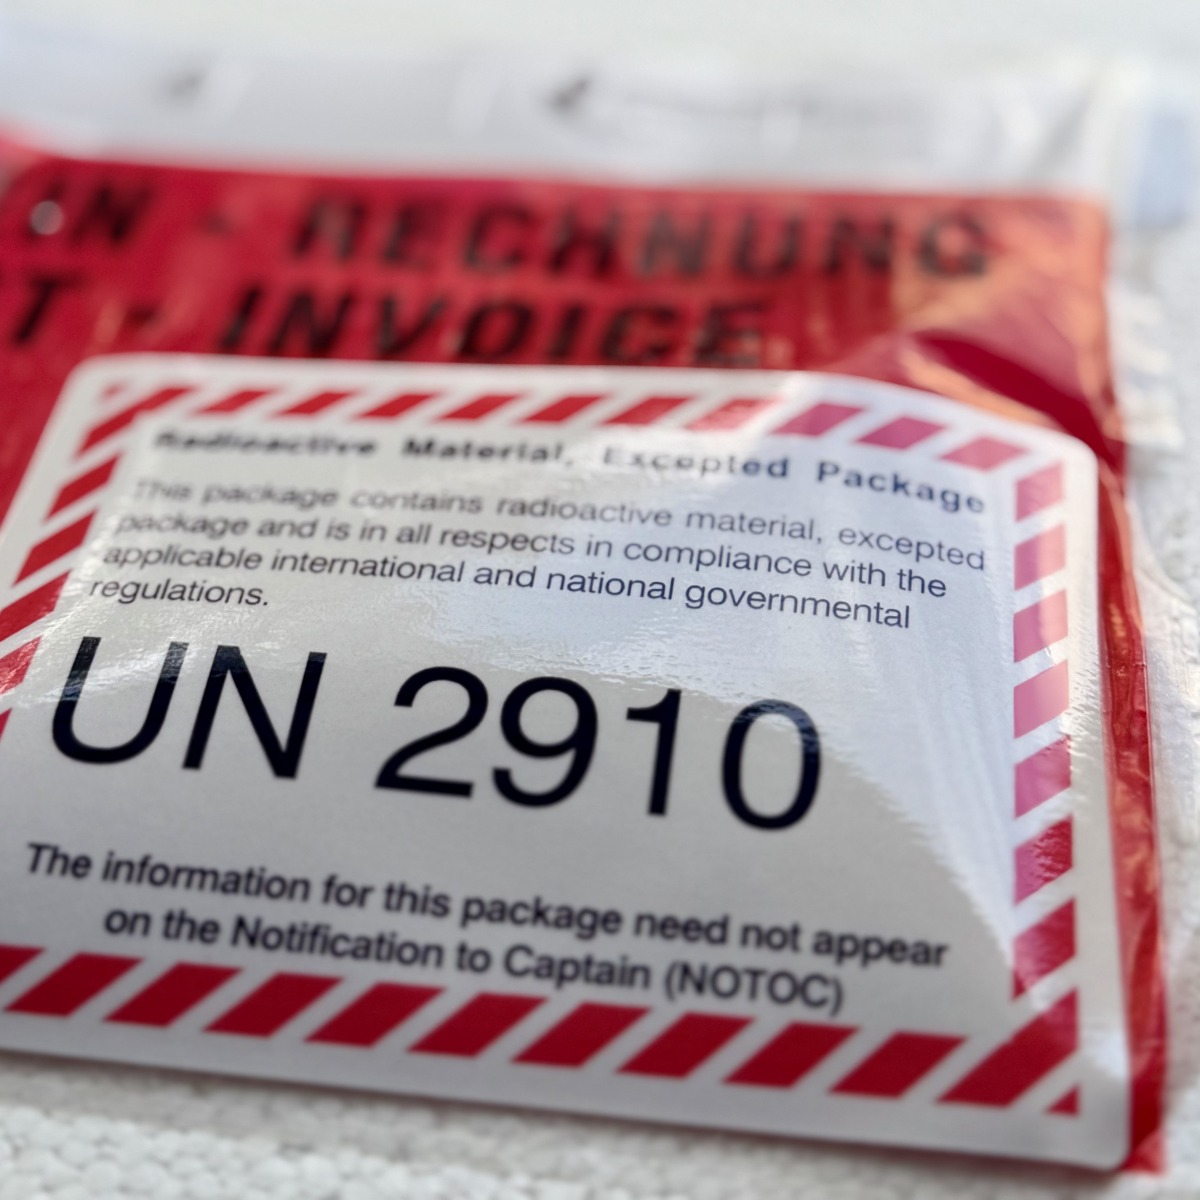 - RECHNUNG
- INVOICE
Radioactive Material, Excepted Package
This package contains radioactive material, excepted
package and is in all respects in compliance with the
applicable international and national governmental
regulations.
UN 2910
The information for this package need not appear
on the Notification to Captain (NOTOC)